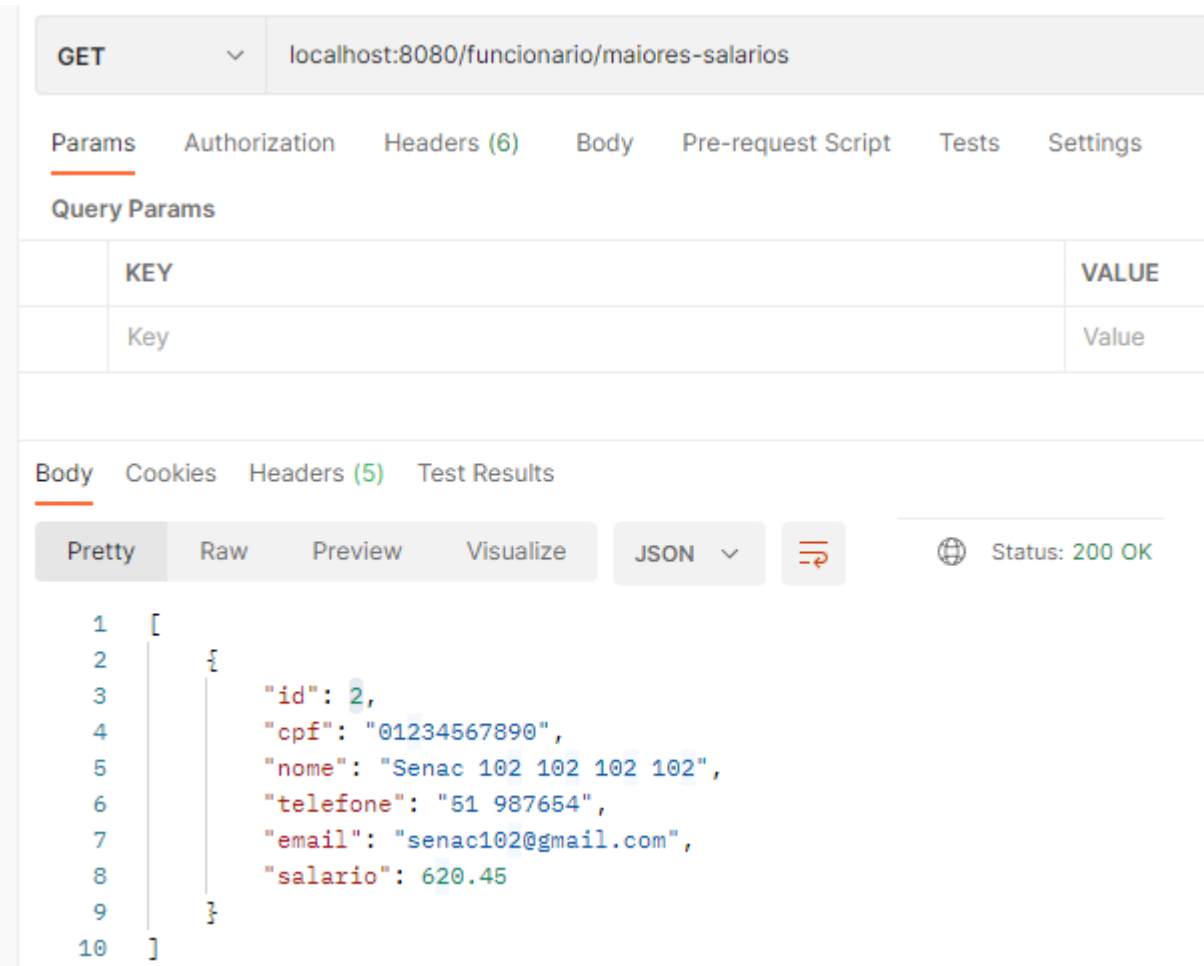 GET localhost:8080/funcionario/maiores-salarios
Params Authorization Headers (6) Body Pre-request Script Tests Settings
Query Params
KEY VALUE
Key Value
Body Cookies Headers (5) Test Results
Pretty Raw Preview Visualize JSON Status: 200 OK
1 [
2 {
3 "id": 2,
4 "cpf": "01234567890",
5 "nome": "Senac 102 102 102 102",
6 "telefone": "51 987654",
7 "email": "senac102@gmail.com",
8 "salario": 620.45
9 }
10 ]